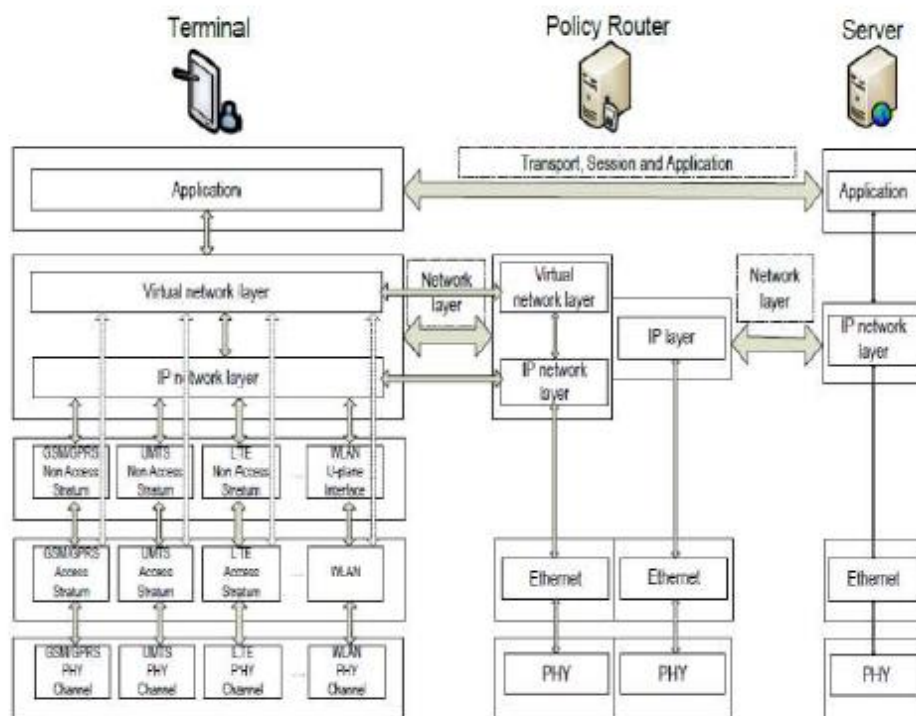 Terminal
Policy Router
Server
Transport, Session and Application
Application
Application
Virtual network layer
Network
layer
Virtual
network layer
Network
layer
IP layer
IP network
layer
IP network laryer
IP network
layer
GSM/GPRS
Non Access
Stratum
UMTS
Non Access
Stratum
LTE
Non Access
Stratum
...
WLAN
U-plane
Interface
GSM/GPRS
Access
Stratum
UMTS
Access
Stratum
LTE
Access
Stratum
...
WLAN
Ethernet
Ethernet
Ethernet
GSM/GPRS
PHY
Channel
UMTS
PHY
Channel
LTE
PHY
Channel
...
WLAN
PHY
Channel
PHY
PHY
PHY